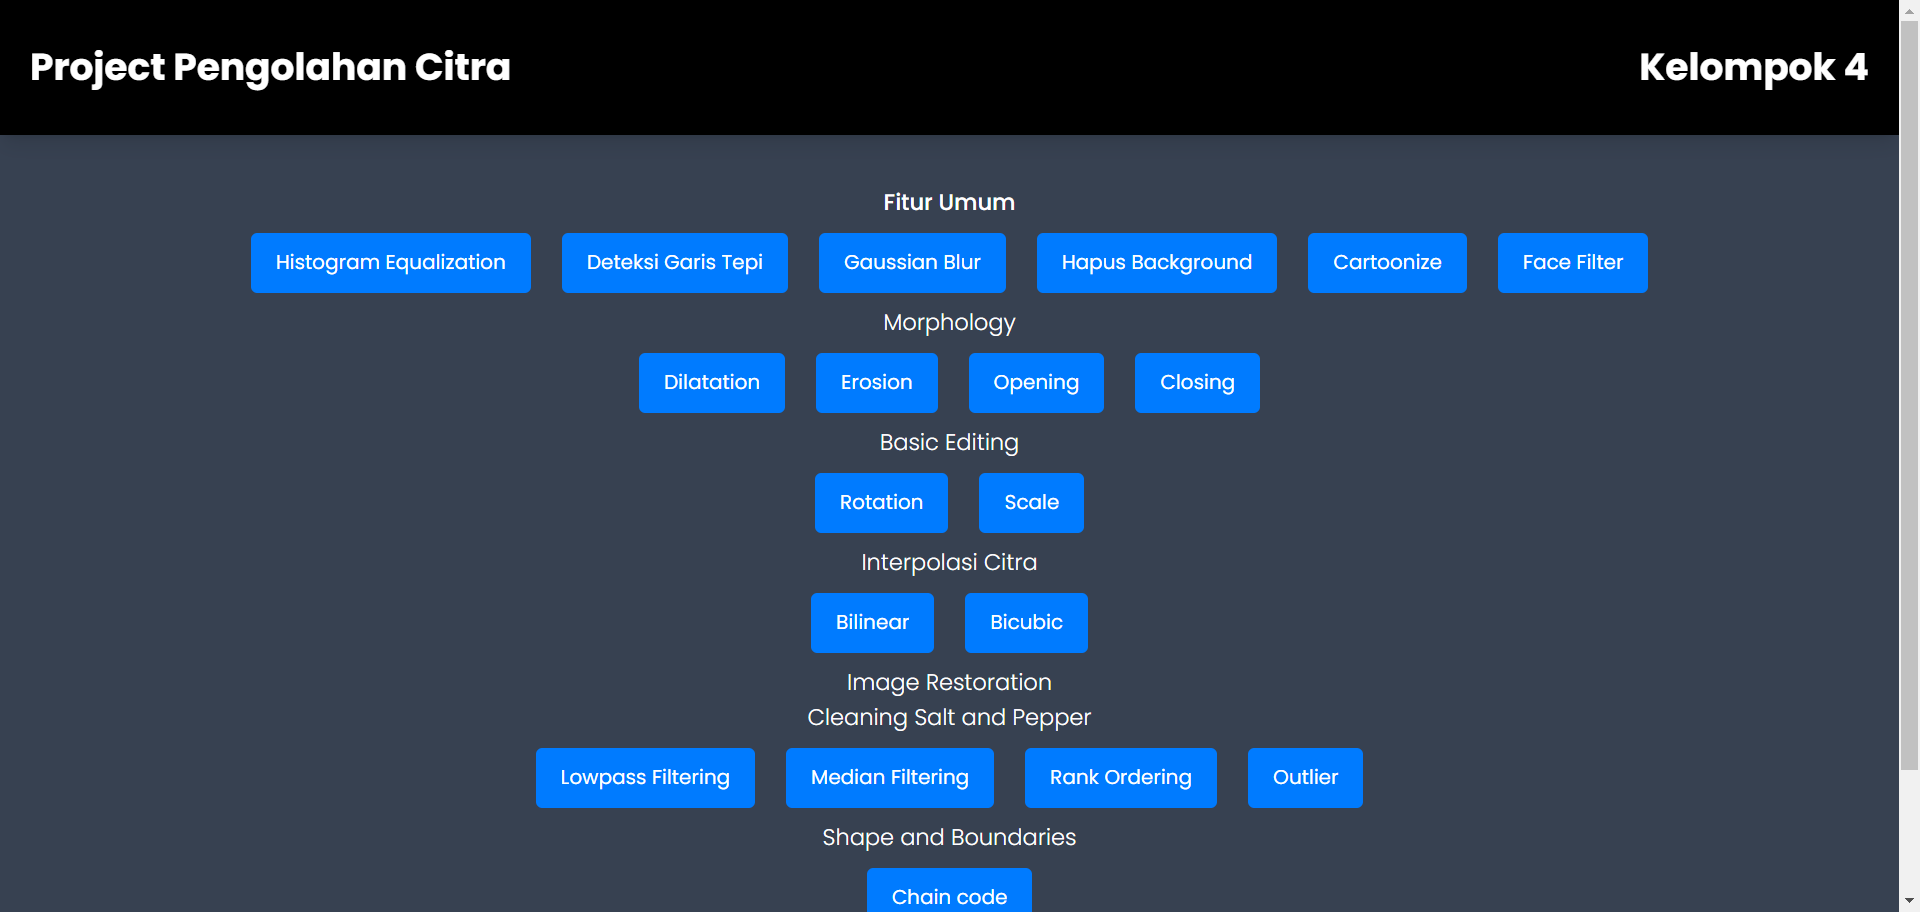 Project Pengolahan Citra
Kelompok 4
Fitur Umum
Histogram Equalization
Deteksi Garis Tepi
Gaussian Blur
Hapus Background
Cartoonize
Face Filter
Morphology
Dilatation
Erosion
Opening
Closing
Basic Editing
Rotation
Scale
Interpolasi Citra
Bilinear
Bicubic
Image Restoration
Cleaning Salt and Pepper
Lowpass Filtering
Median Filtering
Rank Ordering
Outlier
Shape and Boundaries
Chain code